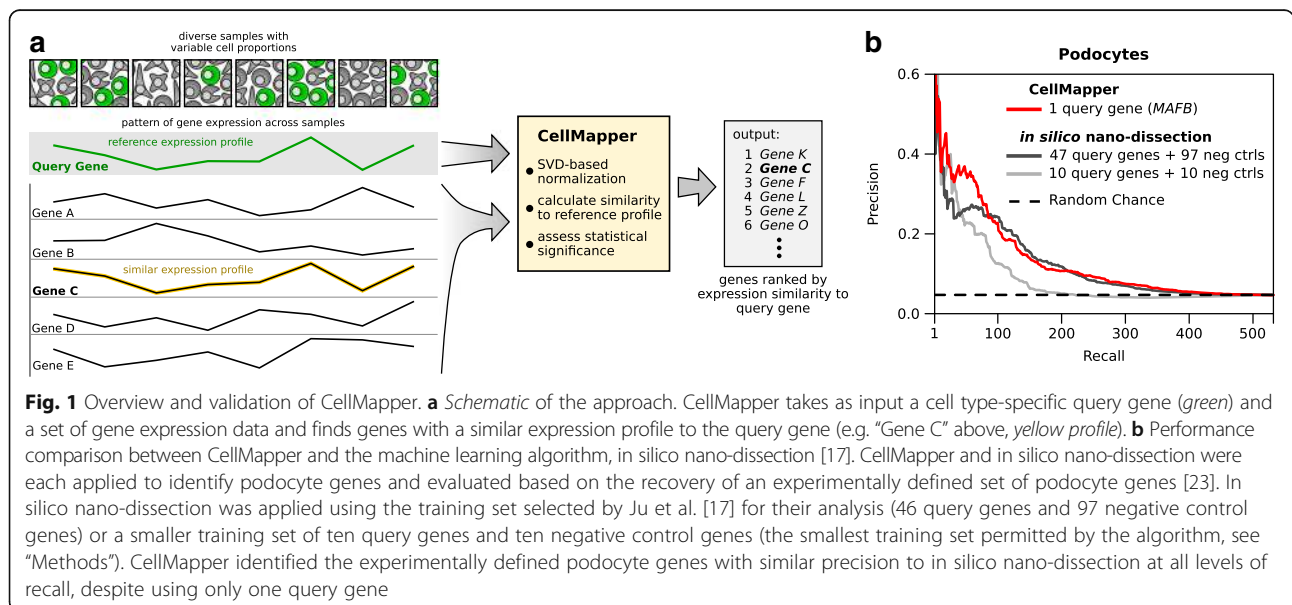 a
diverse samples with
variable cell proportions
pattern of gene expression across samples
reference expression profile
Query Gene
Gene A
Gene B
similar expression profile
Gene C
Gene D
Gene E
CellMapper
• SVD-based
normalization
• calculate similarity
to reference profile
• assess statistical
significance
output:
1 Gene K
2 Gene C
3 Gene F
4 Gene L
5 Gene Z
6 Gene O
genes ranked by
expression similarity to
query gene
b
Podocytes
CellMapper
1 query gene (MAFB)
in silico nano-dissection
47 query genes + 97 neg ctrls
10 query genes + 10 neg ctrls
Random Chance
Precision
0.6
0.4
0.2
0.0
1 100 200 300 400 500
Recall
Fig. 1 Overview and validation of CellMapper. a Schematic of the approach. CellMapper takes as input a cell type-specific query gene (green) and
a set of gene expression data and finds genes with a similar expression profile to the query gene (e.g. “Gene C” above, yellow profile). b Performance
comparison between CellMapper and the machine learning algorithm, in silico nano-dissection [17]. CellMapper and in silico nano-dissection were
each applied to identify podocyte genes and evaluated based on the recovery of an experimentally defined set of podocyte genes [23]. In
silico nano-dissection was applied using the training set selected by Ju et al. [17] for their analysis (46 query genes and 97 negative control
genes) or a smaller training set of ten query genes and ten negative control genes (the smallest training set permitted by the algorithm, see
“Methods”). CellMapper identified the experimentally defined podocyte genes with similar precision to in silico nano-dissection at all levels of
recall, despite using only one query gene